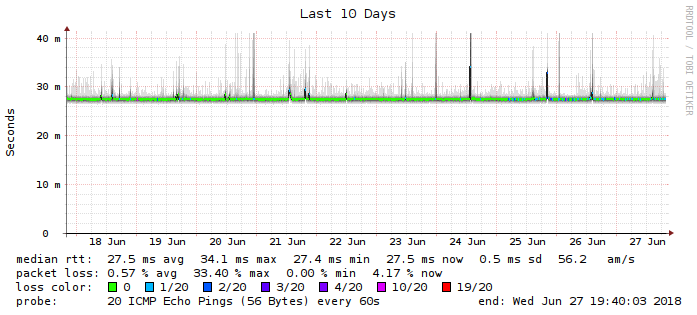 Last 10 Days
RRDTOOL / TOBI OETIKER
Seconds
40 m
30 m
20 m
10 m
0
18 Jun 19 Jun 20 Jun 21 Jun 22 Jun 23 Jun 24 Jun 25 Jun 26 Jun 27 Jun
median rtt: 27.5 ms avg 34.1 ms max 27.4 ms min 27.5 ms now 0.5 ms sd 56.2 am/s
packet loss: 0.57 % avg 33.40 % max 0.00 % min 4.17 % now
loss color: 0 1/20 2/20 3/20 4/20 10/20 19/20
probe: 20 ICMP Echo Pings (56 Bytes) every 60s end: Wed Jun 27 19:40:03 2018